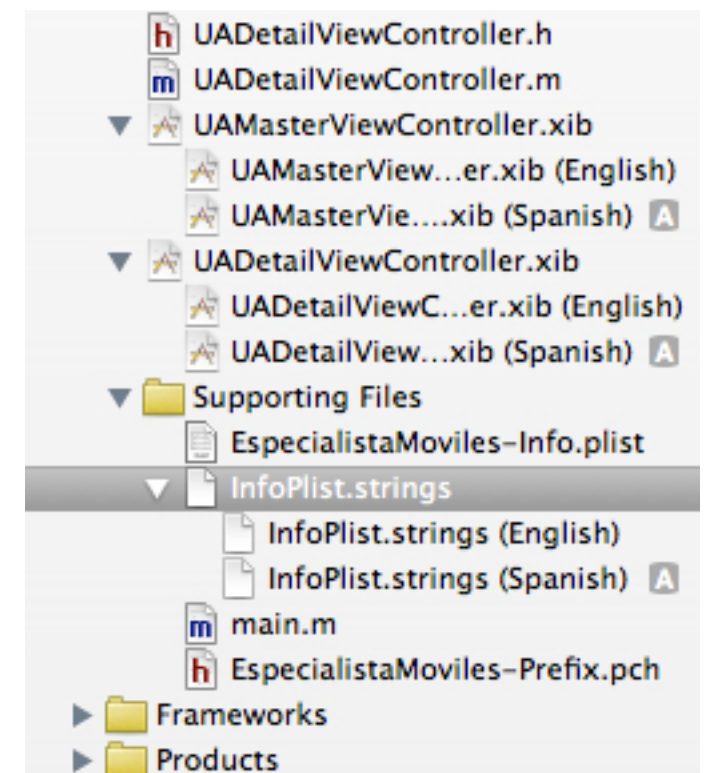 h UADetailViewController.h
m UADetailViewController.m
UAMasterViewController.xib
UAMasterView...er.xib (English)
UAMasterVie....xib (Spanish) A
UADetailViewController.xib
UADetailViewC...er.xib (English)
UADetailView...xib (Spanish) A
Supporting Files
EspecialistaMoviles-Info.plist
InfoPlist.strings
InfoPlist.strings (English)
InfoPlist.strings (Spanish) A
m main.m
h EspecialistaMoviles-Prefix.pch
Frameworks
Products